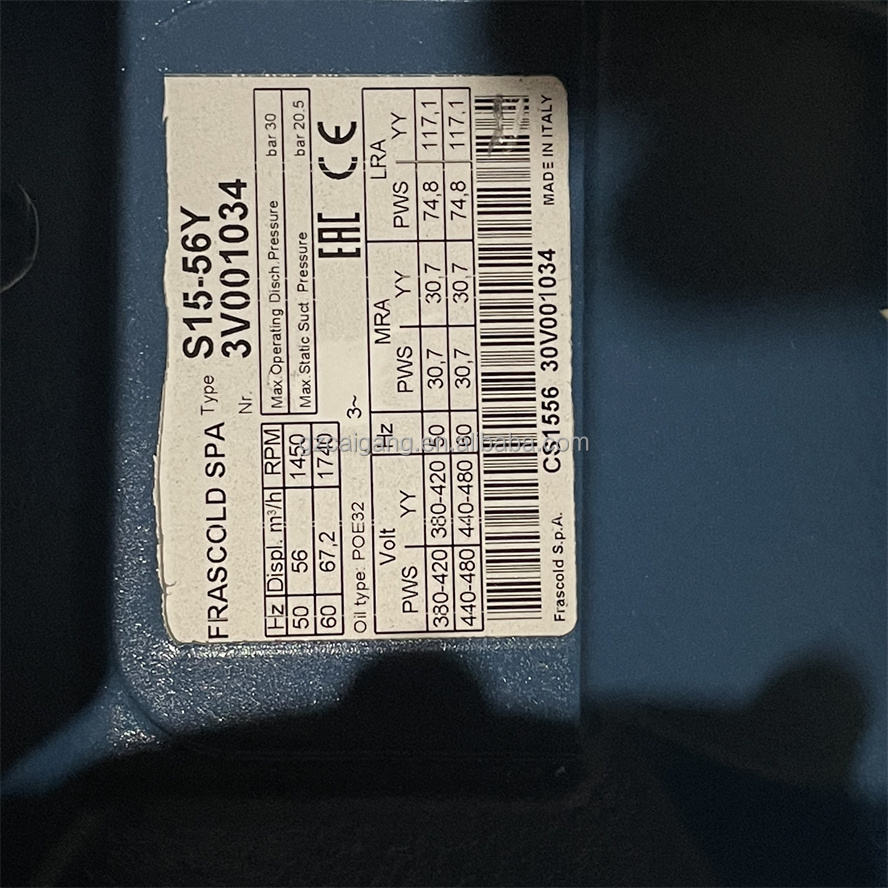 FRASCOLD SPA Type S15-56Y
Nr. 3V001034
Hz Displ. m³/h RPM
50 56 1450
60 67,2 1740
Max.Operating Disch.Pressure bar 30
Max.Static Suct. Pressure bar 20.5
Oil type: POE32 3~
EAC CE
Volt Hz MRA LRA
PWS YY PWS YY PWS YY
380-420 380-420 50 30,7 30,7 74,8 117,1
440-480 440-480 60 30,7 30,7 74,8 117,1
CS1556 30V001034
Frascold S.p.A. MADE IN ITALY
gzcaigang.en.alibaba.com